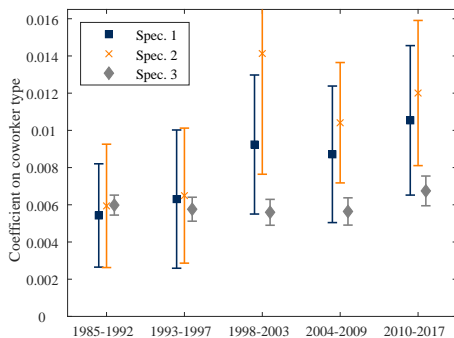 0.016
0.014
0.012
0.01
0.008
0.006
0.004
0.002
0
Coefficient on coworker type
Spec. 1
Spec. 2
Spec. 3
1985-1992 1993-1997 1998-2003 2004-2009 2010-2017